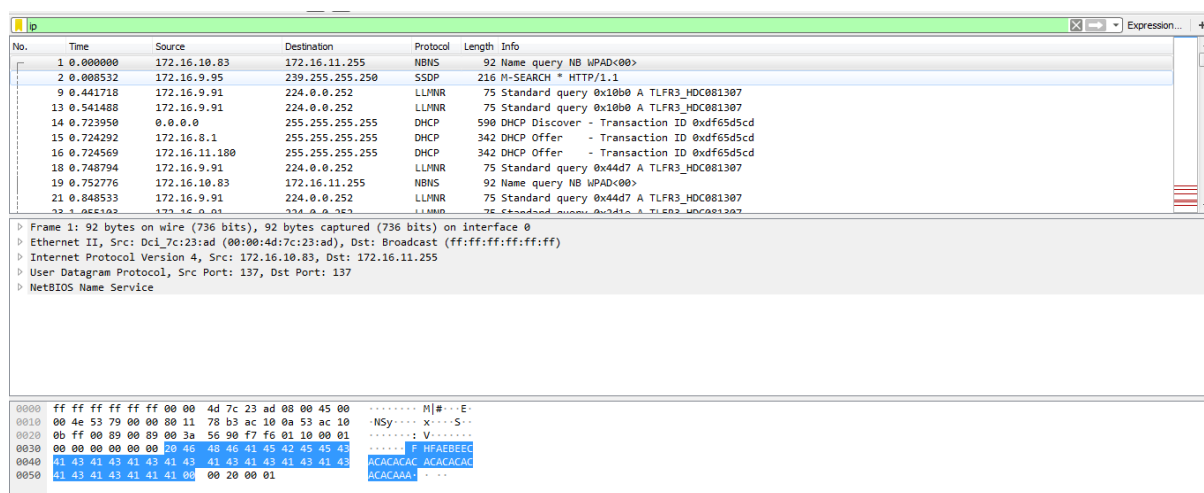 ip Expression... +
No. Time Source Destination Protocol Length Info
1 0.000000 172.16.10.83 172.16.11.255 NBNS 92 Name query NB WPAD<00>
2 0.008532 172.16.9.95 239.255.255.250 SSDP 216 M-SEARCH * HTTP/1.1
9 0.441718 172.16.9.91 224.0.0.252 LLMNR 75 Standard query 0x10b0 A TLFR3_HDC081307
13 0.541488 172.16.9.91 224.0.0.252 LLMNR 75 Standard query 0x10b0 A TLFR3_HDC081307
14 0.723950 0.0.0.0 255.255.255.255 DHCP 590 DHCP Discover - Transaction ID 0xdf65d5cd
15 0.724292 172.16.8.1 255.255.255.255 DHCP 342 DHCP Offer - Transaction ID 0xdf65d5cd
16 0.724569 172.16.11.180 255.255.255.255 DHCP 342 DHCP Offer - Transaction ID 0xdf65d5cd
18 0.748794 172.16.9.91 224.0.0.252 LLMNR 75 Standard query 0x44d7 A TLFR3_HDC081307
19 0.752776 172.16.10.83 172.16.11.255 NBNS 92 Name query NB WPAD<00>
21 0.848533 172.16.9.91 224.0.0.252 LLMNR 75 Standard query 0x44d7 A TLFR3_HDC081307
23 1.055103 172.16.9.91 224.0.0.252 LLMNR 75 Standard query 0x2d1e A TLFR3_HDC081307
Frame 1: 92 bytes on wire (736 bits), 92 bytes captured (736 bits) on interface 0
Ethernet II, Src: Dci_7c:23:ad (00:00:4d:7c:23:ad), Dst: Broadcast (ff:ff:ff:ff:ff:ff)
Internet Protocol Version 4, Src: 172.16.10.83, Dst: 172.16.11.255
User Datagram Protocol, Src Port: 137, Dst Port: 137
NetBIOS Name Service
0000 ff ff ff ff ff ff 00 00 4d 7c 23 ad 08 00 45 00 ········ M|#···E·
0010 00 4e 53 79 00 00 80 11 78 b3 ac 10 0a 53 ac 10 ·NSy···· x····S··
0020 0b ff 00 89 00 89 00 3a 56 90 f7 f6 01 10 00 01 ·······: V·······
0030 00 00 00 00 00 00 20 46 48 46 41 45 42 45 45 43 ······ F HFAEBEEC
0040 41 43 41 43 41 43 41 43 41 43 41 43 41 43 41 43 ACACACAC ACACACAC
0050 41 43 41 43 41 41 41 00 00 20 00 01 ACACAAA· · ··